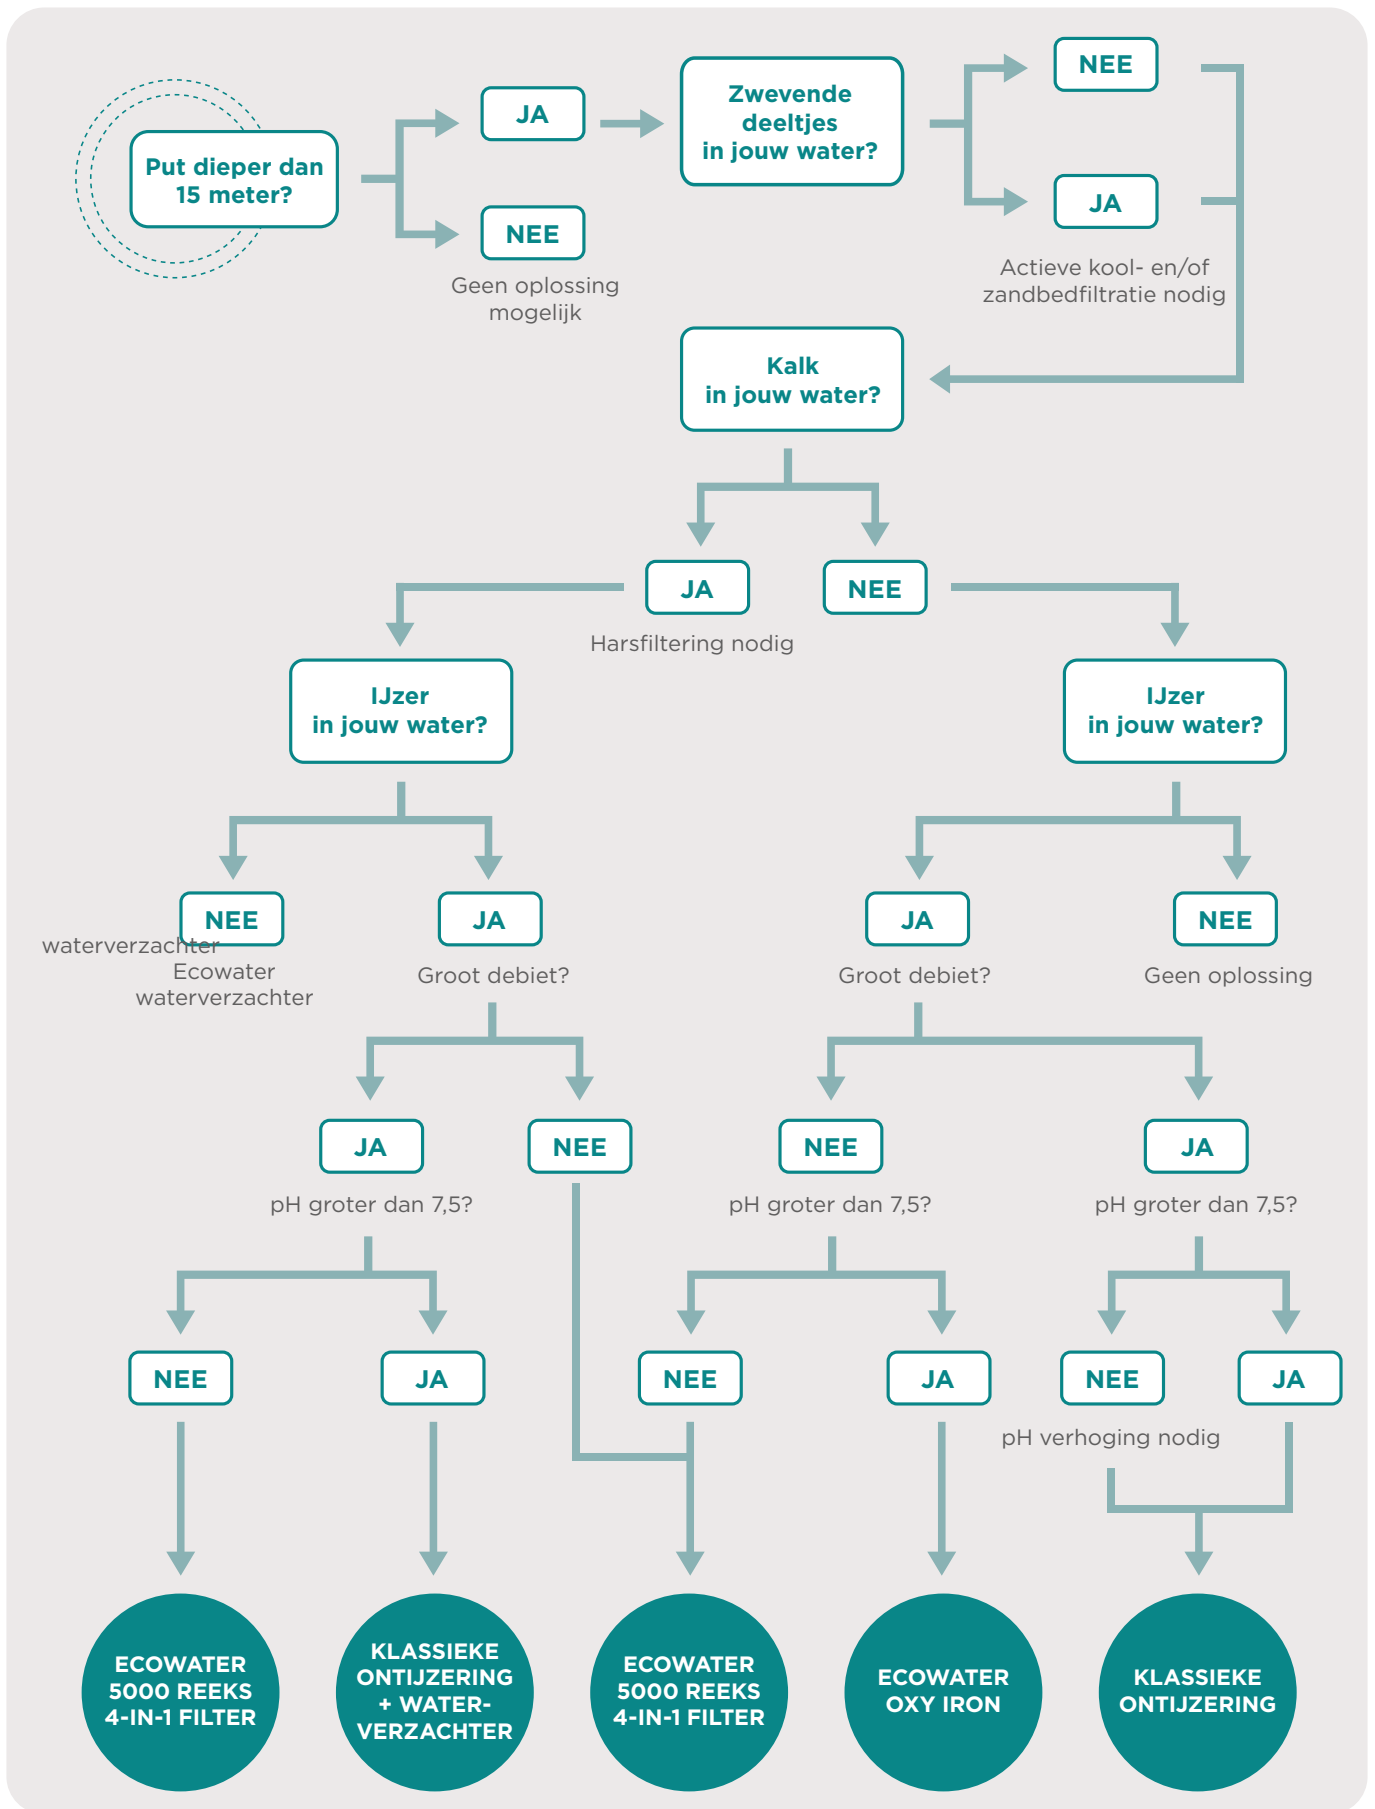 Put dieper dan
15 meter?
JA
NEE
Geen oplossing
mogelijk
Zwevende
deeltjes
in jouw water?
NEE
JA
Actieve kool- en/of
zandbedfiltratie nodig
Kalk
in jouw water?
JA
NEE
Harsfiltering nodig
IJzer
in jouw water?
IJzer
in jouw water?
NEE
waterverzachter
Ecowater
waterverzachter
JA
Groot debiet?
JA
Groot debiet?
NEE
Geen oplossing
JA
NEE
NEE
JA
pH groter dan 7,5?
pH groter dan 7,5?
pH groter dan 7,5?
NEE
JA
NEE
JA
NEE
JA
pH verhoging nodig
ECOWATER
5000 REEKS
4-IN-1 FILTER
KLASSIEKE
ONTIJZERING
+ WATER-
VERZACHTER
ECOWATER
5000 REEKS
4-IN-1 FILTER
ECOWATER
OXY IRON
KLASSIEKE
ONTIJZERING